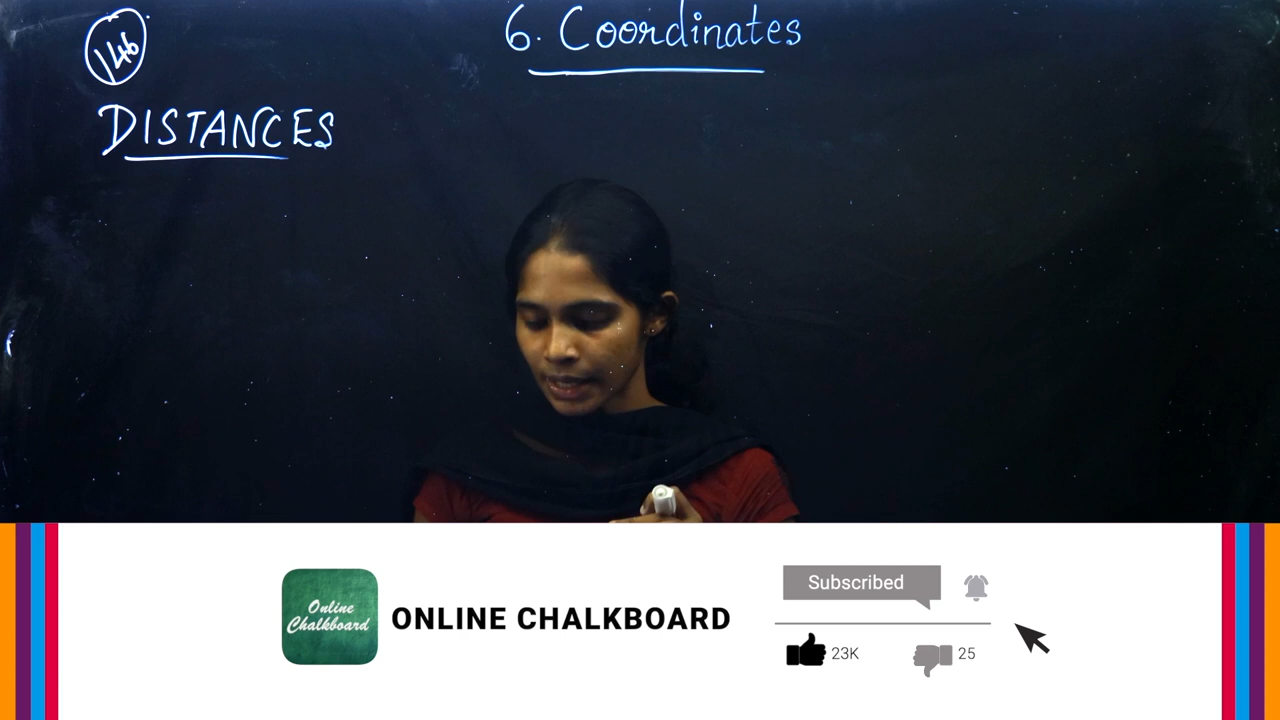 146
6. Coordinates
DISTANCES
Online
Chalkboard
ONLINE CHALKBOARD
Subscribed
23K
25